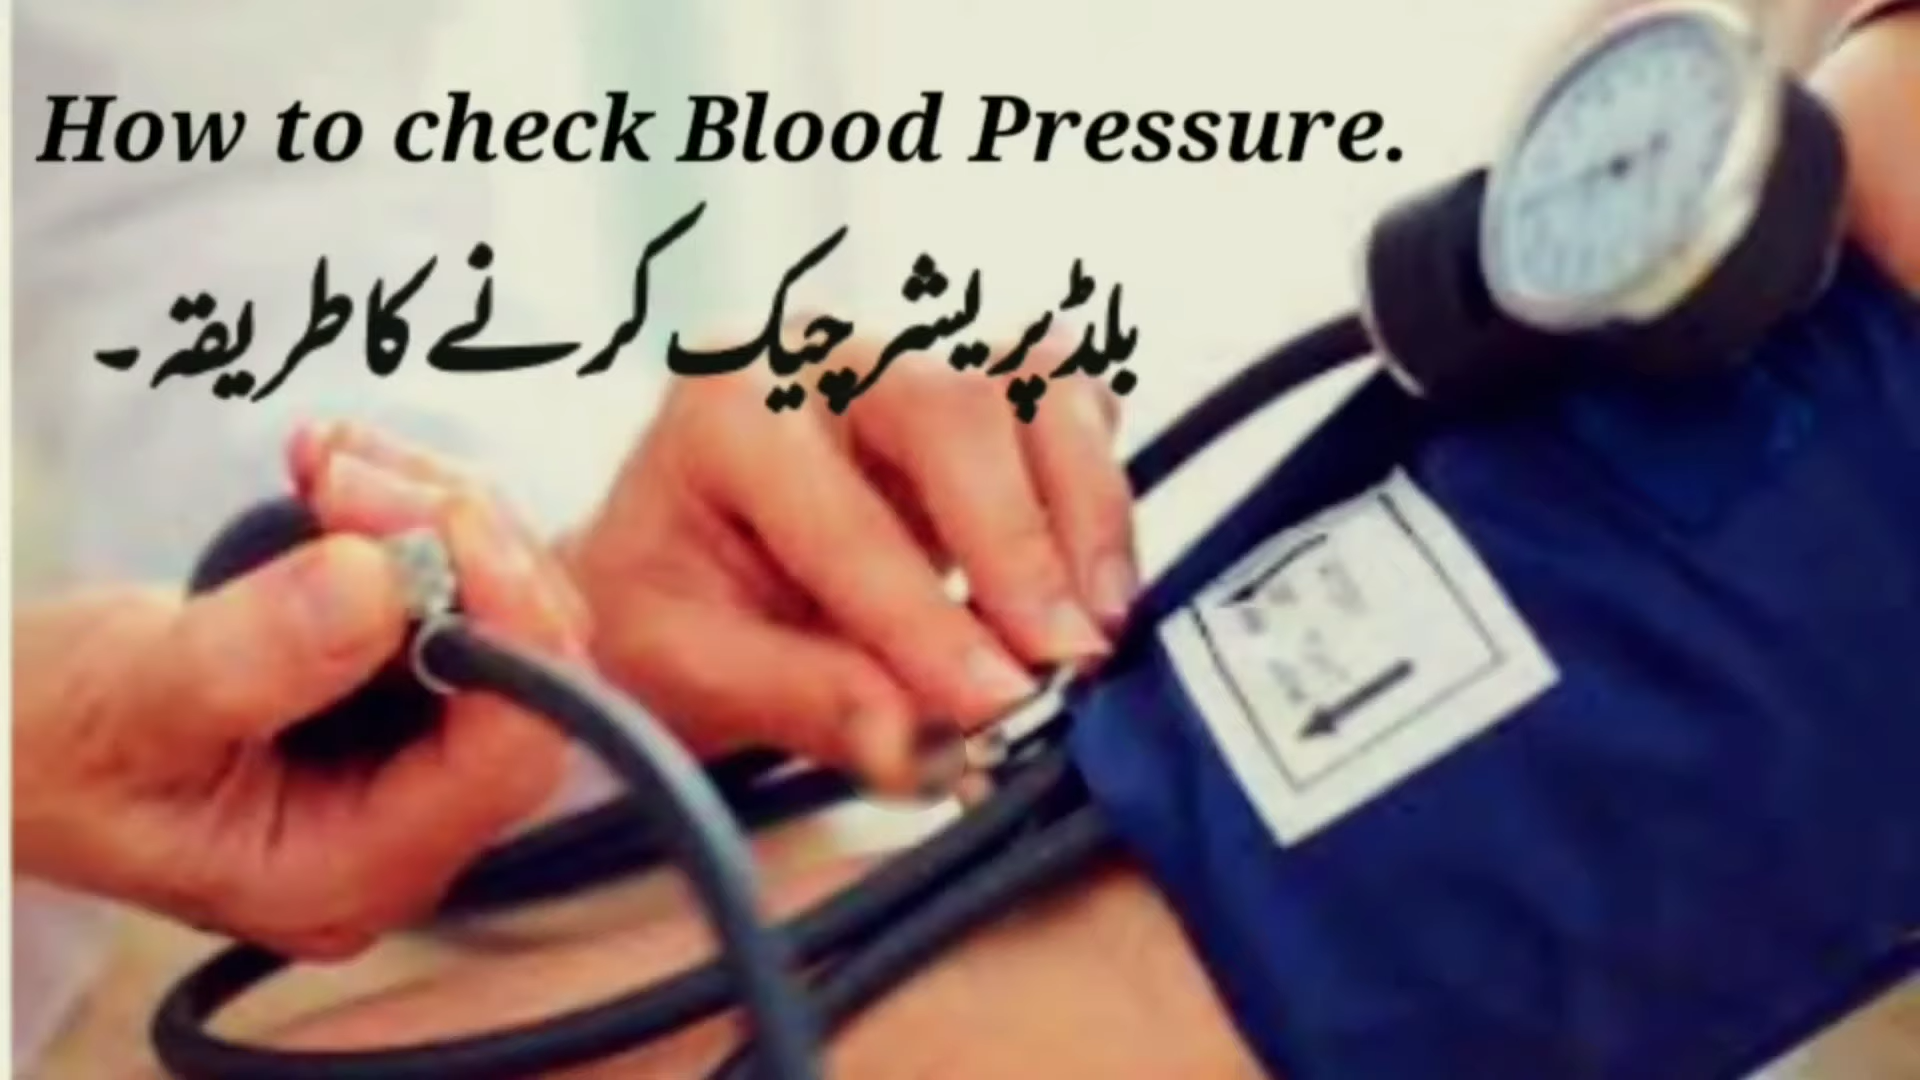 How to check Blood Pressure.
بلڈ پریشر چیک کرنے کا طریقہ۔